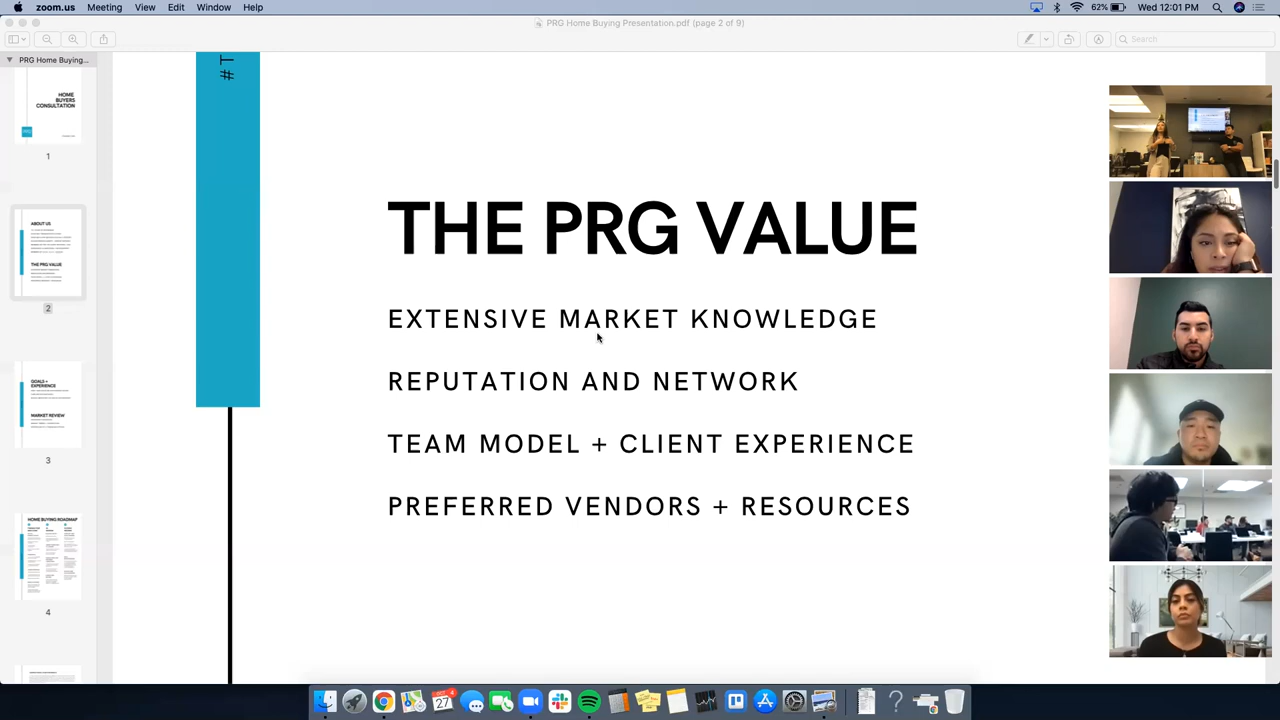 zoom.us Meeting View Edit Window Help
62% Wed 12:01 PM
PRG Home Buying Presentation.pdf (page 2 of 9)
Search
PRG Home Buying...
HOME
BUYERS
CONSULTATION
1
ABOUT US
THE PRG VALUE
2
GOALS +
EXPERIENCE
MARKET REVIEW
3
HOME BUYING ROADMAP
4
#T
THE PRG VALUE
EXTENSIVE MARKET KNOWLEDGE
REPUTATION AND NETWORK
TEAM MODEL + CLIENT EXPERIENCE
PREFERRED VENDORS + RESOURCES
27
4